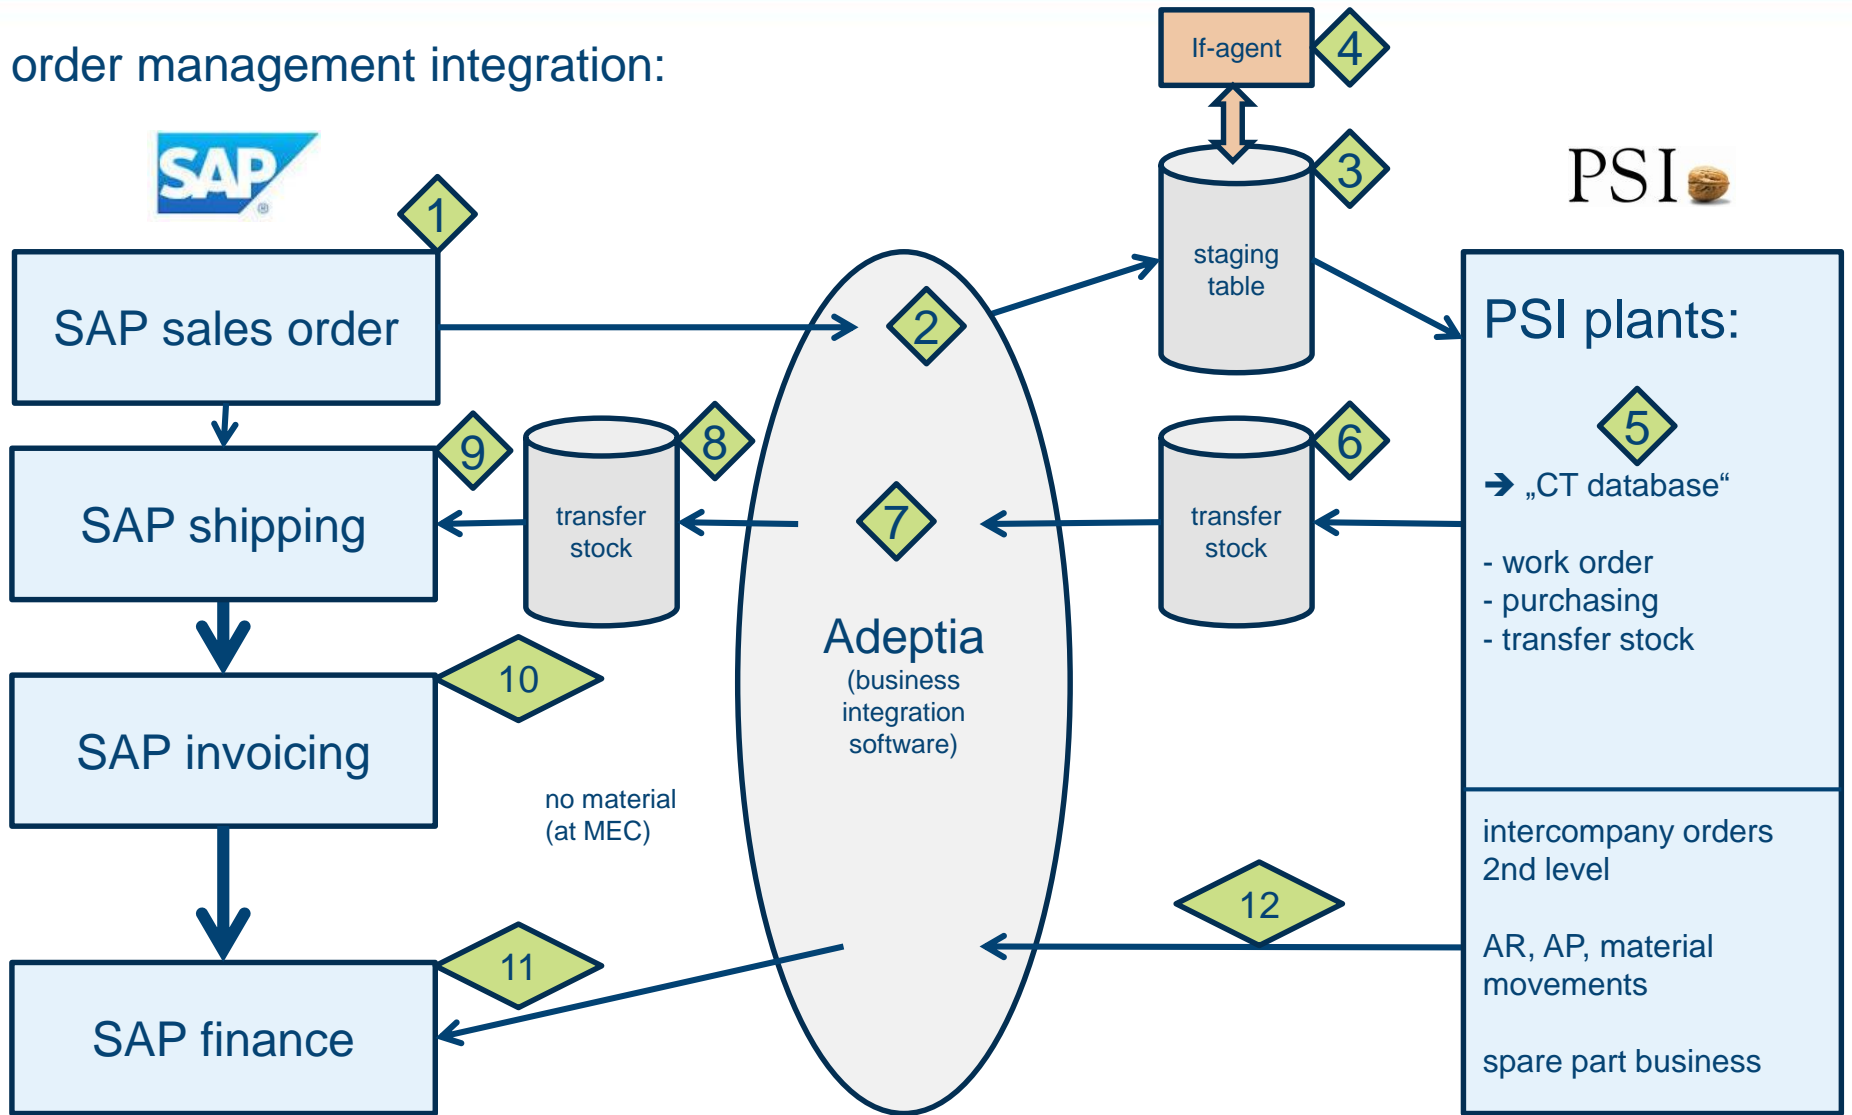 order management integration:
If-agent
4
SAP
®
PSI
1
3
staging
table
SAP sales order
2
PSI plants:
5
9
8
6
➔ „CT database“
SAP shipping
transfer
stock
7
transfer
stock
- work order
- purchasing
- transfer stock
Adeptia
(business
integration
software)
10
SAP invoicing
no material
(at MEC)
intercompany orders
2nd level
12
AR, AP, material
movements
11
SAP finance
spare part business